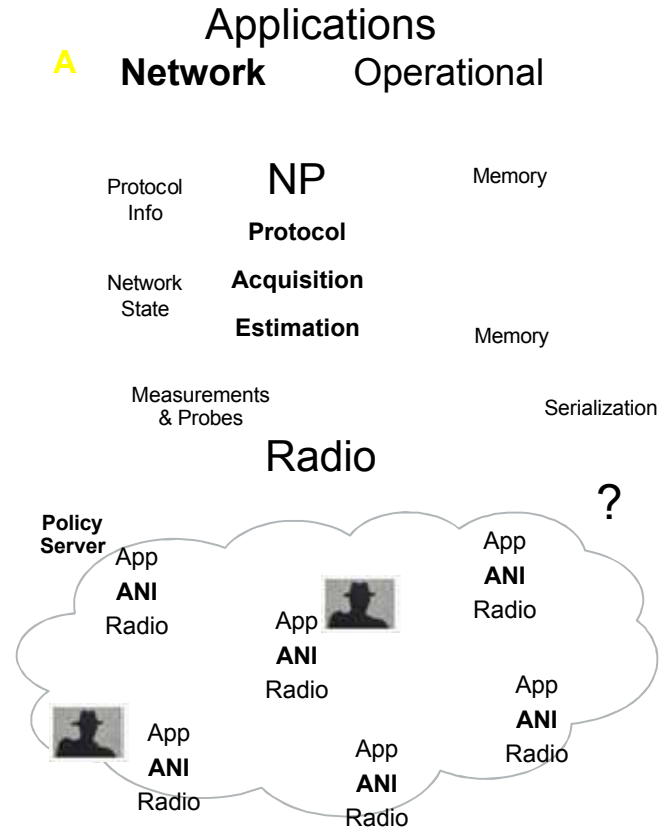 Applications
A
Network
Operational
Protocol
Info
NP
Memory
Protocol
Network
State
Acquisition
Estimation
Memory
Measurements
& Probes
Serialization
Radio
?
Policy
Server
App
ANI
Radio
App
ANI
Radio
App
ANI
Radio
App
ANI
Radio
App
ANI
Radio
App
ANI
Radio